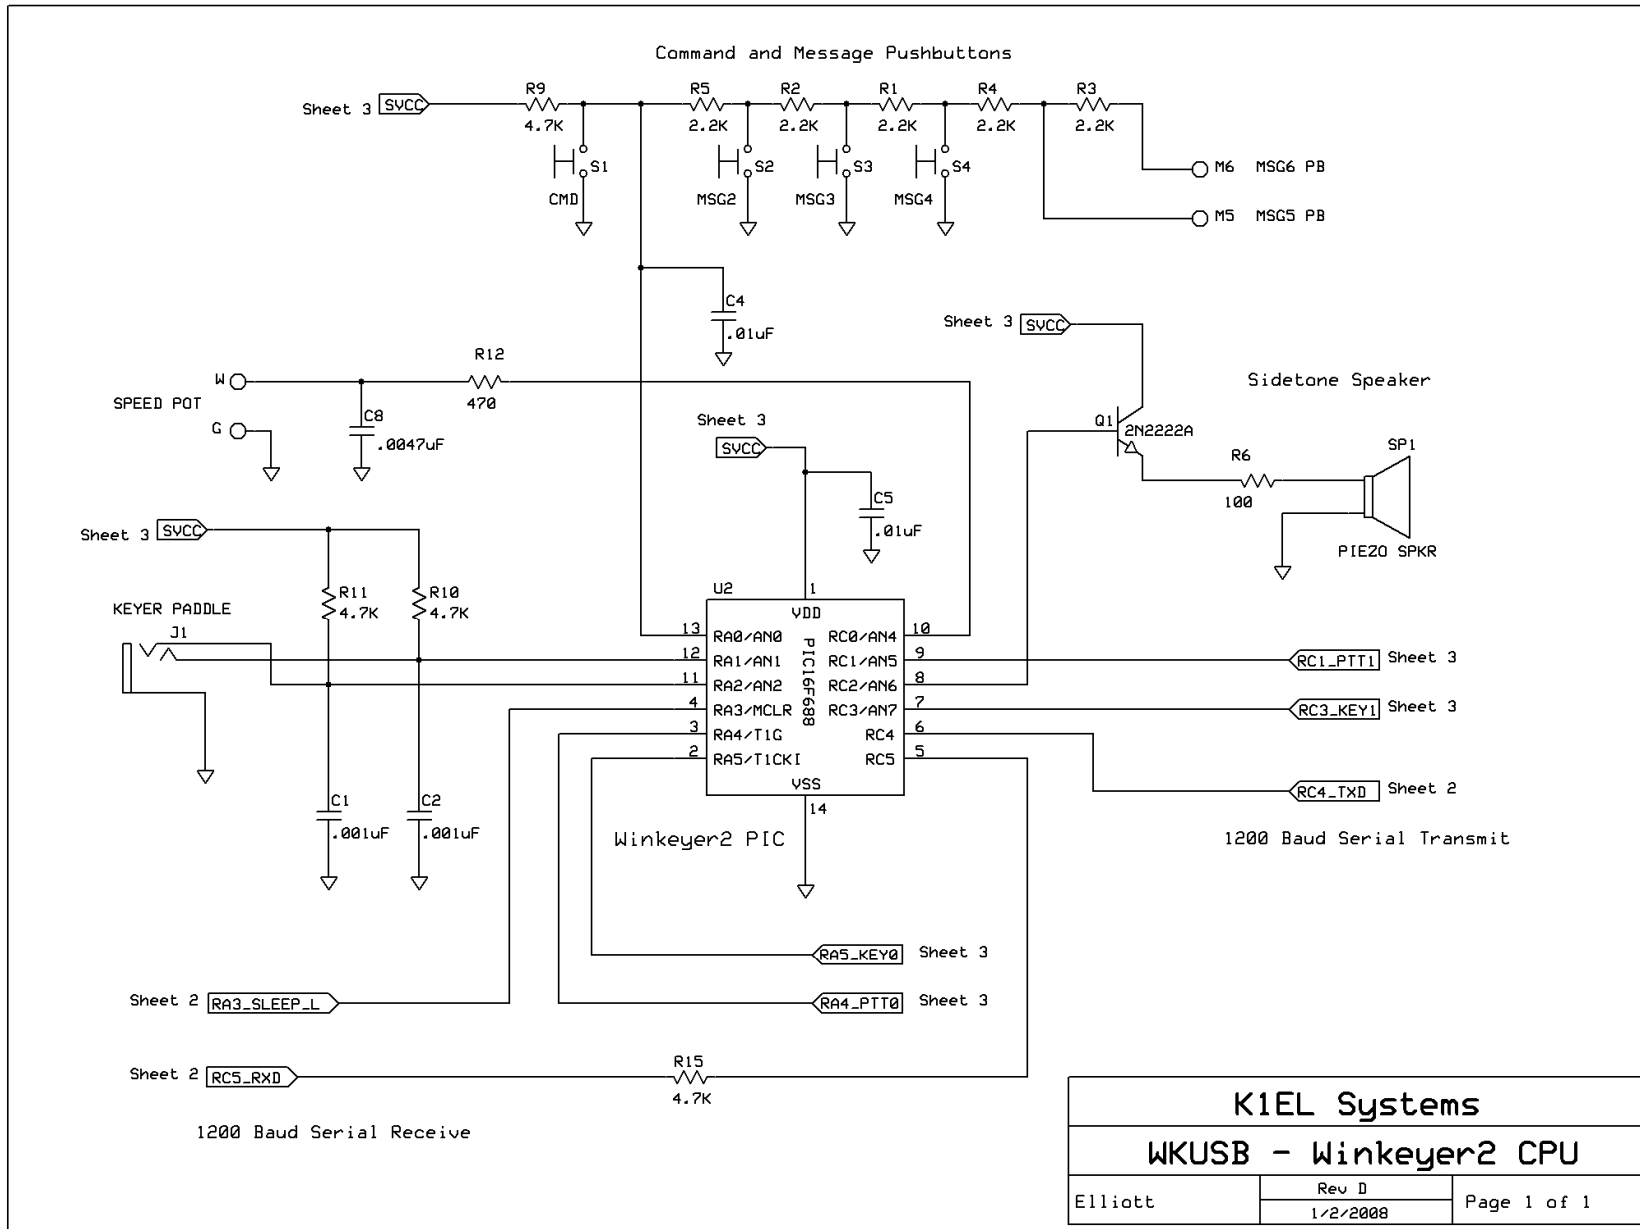 Command and Message Pushbuttons
Sheet 3 SVCC
R9
4.7K
R5
2.2K
R2
2.2K
R1
2.2K
R4
2.2K
R3
2.2K
S1
CMD
S2
MSG2
S3
MSG3
S4
MSG4
M6 MSG6 PB
M5 MSG5 PB
C4
.01uF
Sheet 3 SVCC
Sidetone Speaker
R12
470
W
SPEED POT
G
C8
.0047uF
Sheet 3
SVCC
C5
.01uF
Q1
2N2222A
R6
100
SP1
PIEZO SPKR
Sheet 3 SVCC
R11
4.7K
R10
4.7K
KEYER PADDLE
J1
U2
1
VDD
PIC16F688
13 RA0/AN0
12 RA1/AN1
11 RA2/AN2
4 RA3/MCLR
3 RA4/T1G
2 RA5/T1CKI
RC0/AN4 10
RC1/AN5 9
RC2/AN6 8
RC3/AN7 7
RC4 6
RC5 5
VSS
14
Winkeyer2 PIC
RC1_PTT1 Sheet 3
RC3_KEY1 Sheet 3
RC4_TXD Sheet 2
1200 Baud Serial Transmit
C1
.001uF
C2
.001uF
RA5_KEY0 Sheet 3
Sheet 2 RA3_SLEEP_L
RA4_PTT0 Sheet 3
Sheet 2 RC5_RXD
R15
4.7K
1200 Baud Serial Receive
K1EL Systems
WKUSB - Winkeyer2 CPU
Elliott
Rev D
1/2/2008
Page 1 of 1